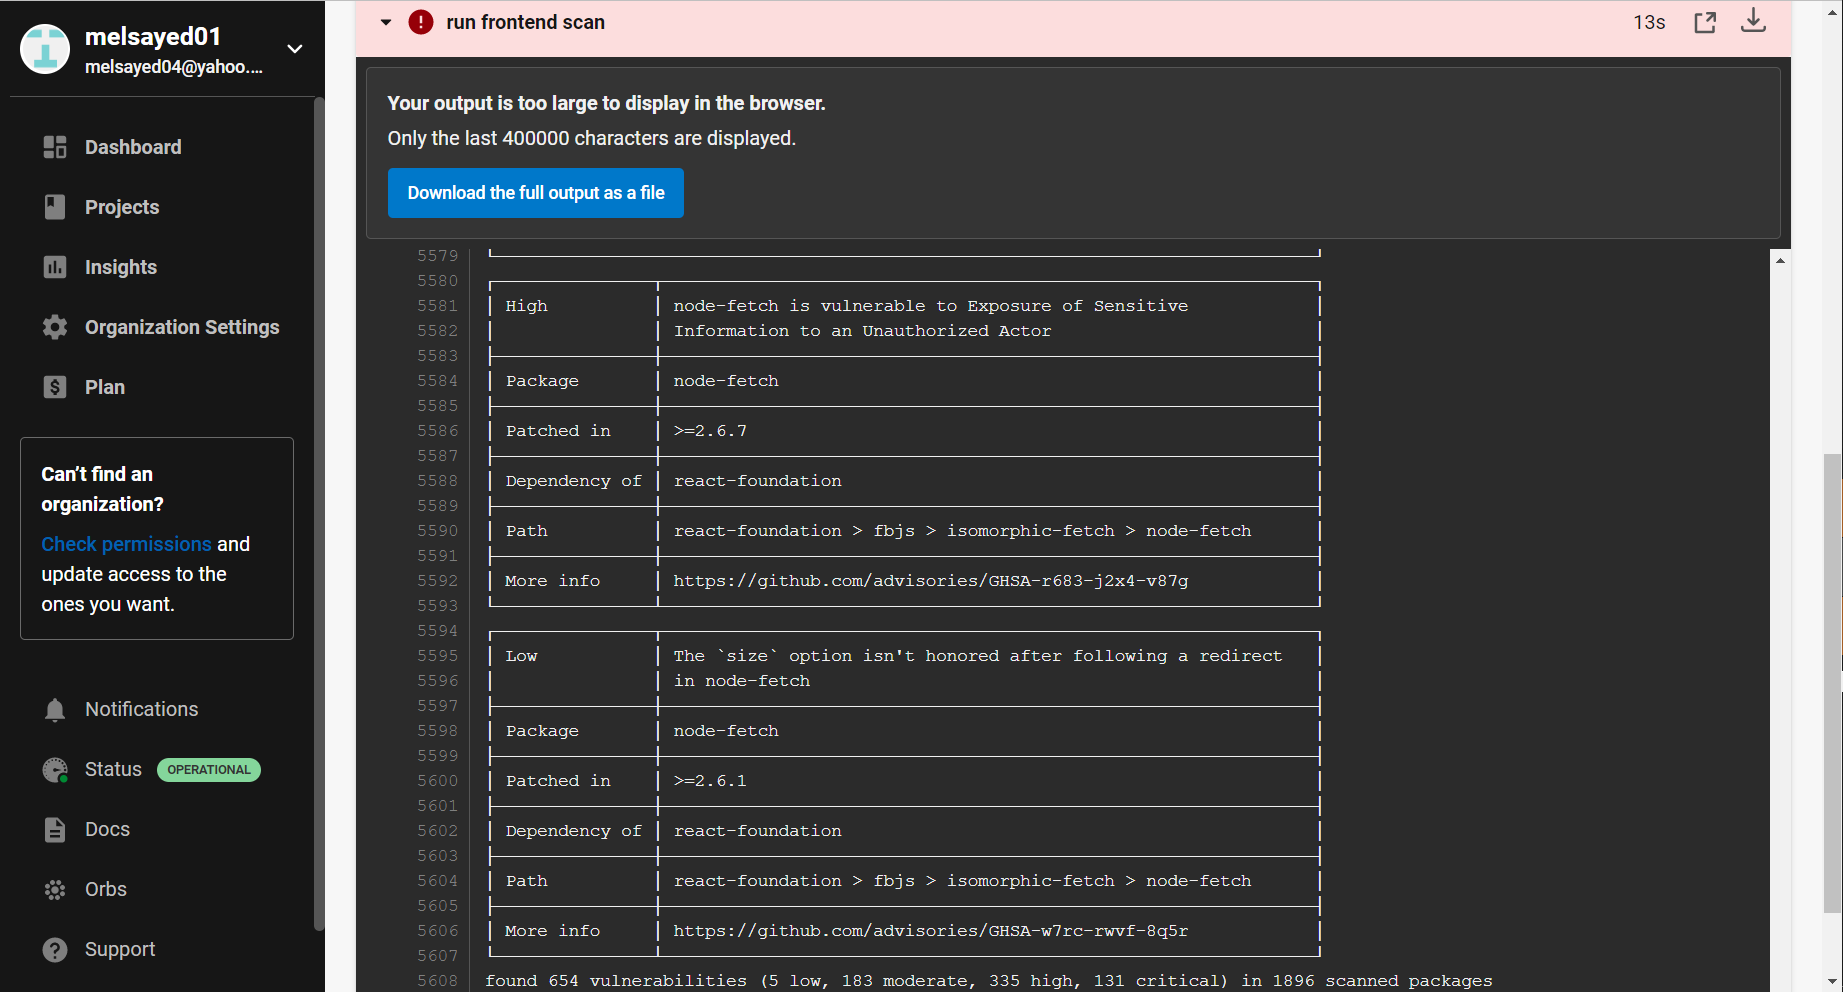 melsayed01
melsayed04@yahoo....
Dashboard
Projects
Insights
Organization Settings
Plan
Can’t find an
organization?
Check permissions and
update access to the
ones you want.
Notifications
Status OPERATIONAL
Docs
Orbs
Support
run frontend scan 13s
Your output is too large to display in the browser.
Only the last 400000 characters are displayed.
Download the full output as a file
5579
5580
5581 High node-fetch is vulnerable to Exposure of Sensitive
5582 Information to an Unauthorized Actor
5583
5584 Package node-fetch
5585
5586 Patched in >=2.6.7
5587
5588 Dependency of react-foundation
5589
5590 Path react-foundation > fbjs > isomorphic-fetch > node-fetch
5591
5592 More info https://github.com/advisories/GHSA-r683-j2x4-v87g
5593
5594
5595 Low The `size` option isn't honored after following a redirect
5596 in node-fetch
5597
5598 Package node-fetch
5599
5600 Patched in >=2.6.1
5601
5602 Dependency of react-foundation
5603
5604 Path react-foundation > fbjs > isomorphic-fetch > node-fetch
5605
5606 More info https://github.com/advisories/GHSA-w7rc-rwvf-8q5r
5607
5608 found 654 vulnerabilities (5 low, 183 moderate, 335 high, 131 critical) in 1896 scanned packages